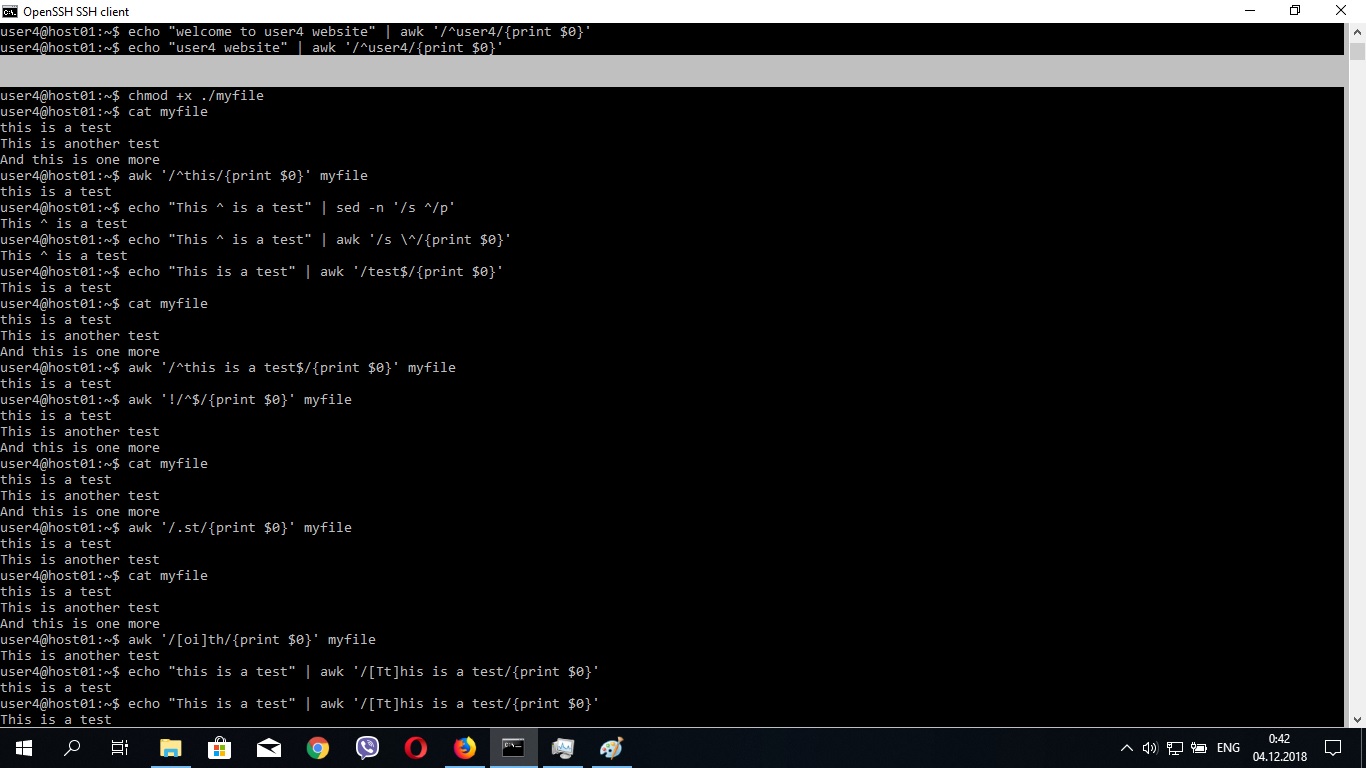 OpenSSH SSH client
user4@host01:~$ echo "welcome to user4 website" | awk '/^user4/{print $0}'
user4@host01:~$ echo "user4 website" | awk '/^user4/{print $0}'
user4@host01:~$ chmod +x ./myfile
user4@host01:~$ cat myfile
this is a test
This is another test
And this is one more
user4@host01:~$ awk '/^this/{print $0}' myfile
this is a test
user4@host01:~$ echo "This ^ is a test" | sed -n '/s ^/p'
This ^ is a test
user4@host01:~$ echo "This ^ is a test" | awk '/s \^/{print $0}'
This ^ is a test
user4@host01:~$ echo "This is a test" | awk '/test$/{print $0}'
This is a test
user4@host01:~$ cat myfile
this is a test
This is another test
And this is one more
user4@host01:~$ awk '/^this is a test$/{print $0}' myfile
this is a test
user4@host01:~$ awk '!/^$/{print $0}' myfile
this is a test
This is another test
And this is one more
user4@host01:~$ cat myfile
this is a test
This is another test
And this is one more
user4@host01:~$ awk '/.st/{print $0}' myfile
this is a test
This is another test
user4@host01:~$ cat myfile
this is a test
This is another test
And this is one more
user4@host01:~$ awk '/[oi]th/{print $0}' myfile
This is another test
user4@host01:~$ echo "this is a test" | awk '/[Tt]his is a test/{print $0}'
this is a test
user4@host01:~$ echo "This is a test" | awk '/[Tt]his is a test/{print $0}'
This is a test
ENG
0:42
04.12.2018